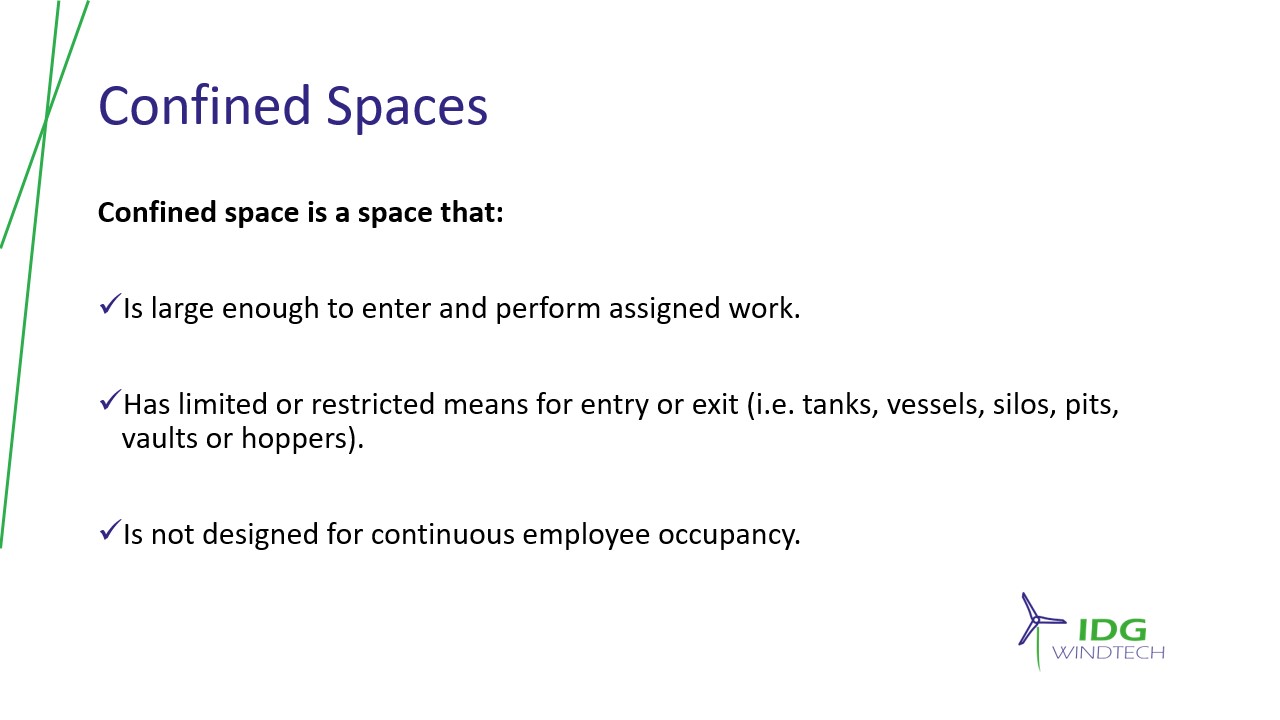 Confined Spaces
Confined space is a space that:
✓Is large enough to enter and perform assigned work.
✓Has limited or restricted means for entry or exit (i.e. tanks, vessels, silos, pits,
vaults or hoppers).
✓Is not designed for continuous employee occupancy.
IDG
WINDTECH